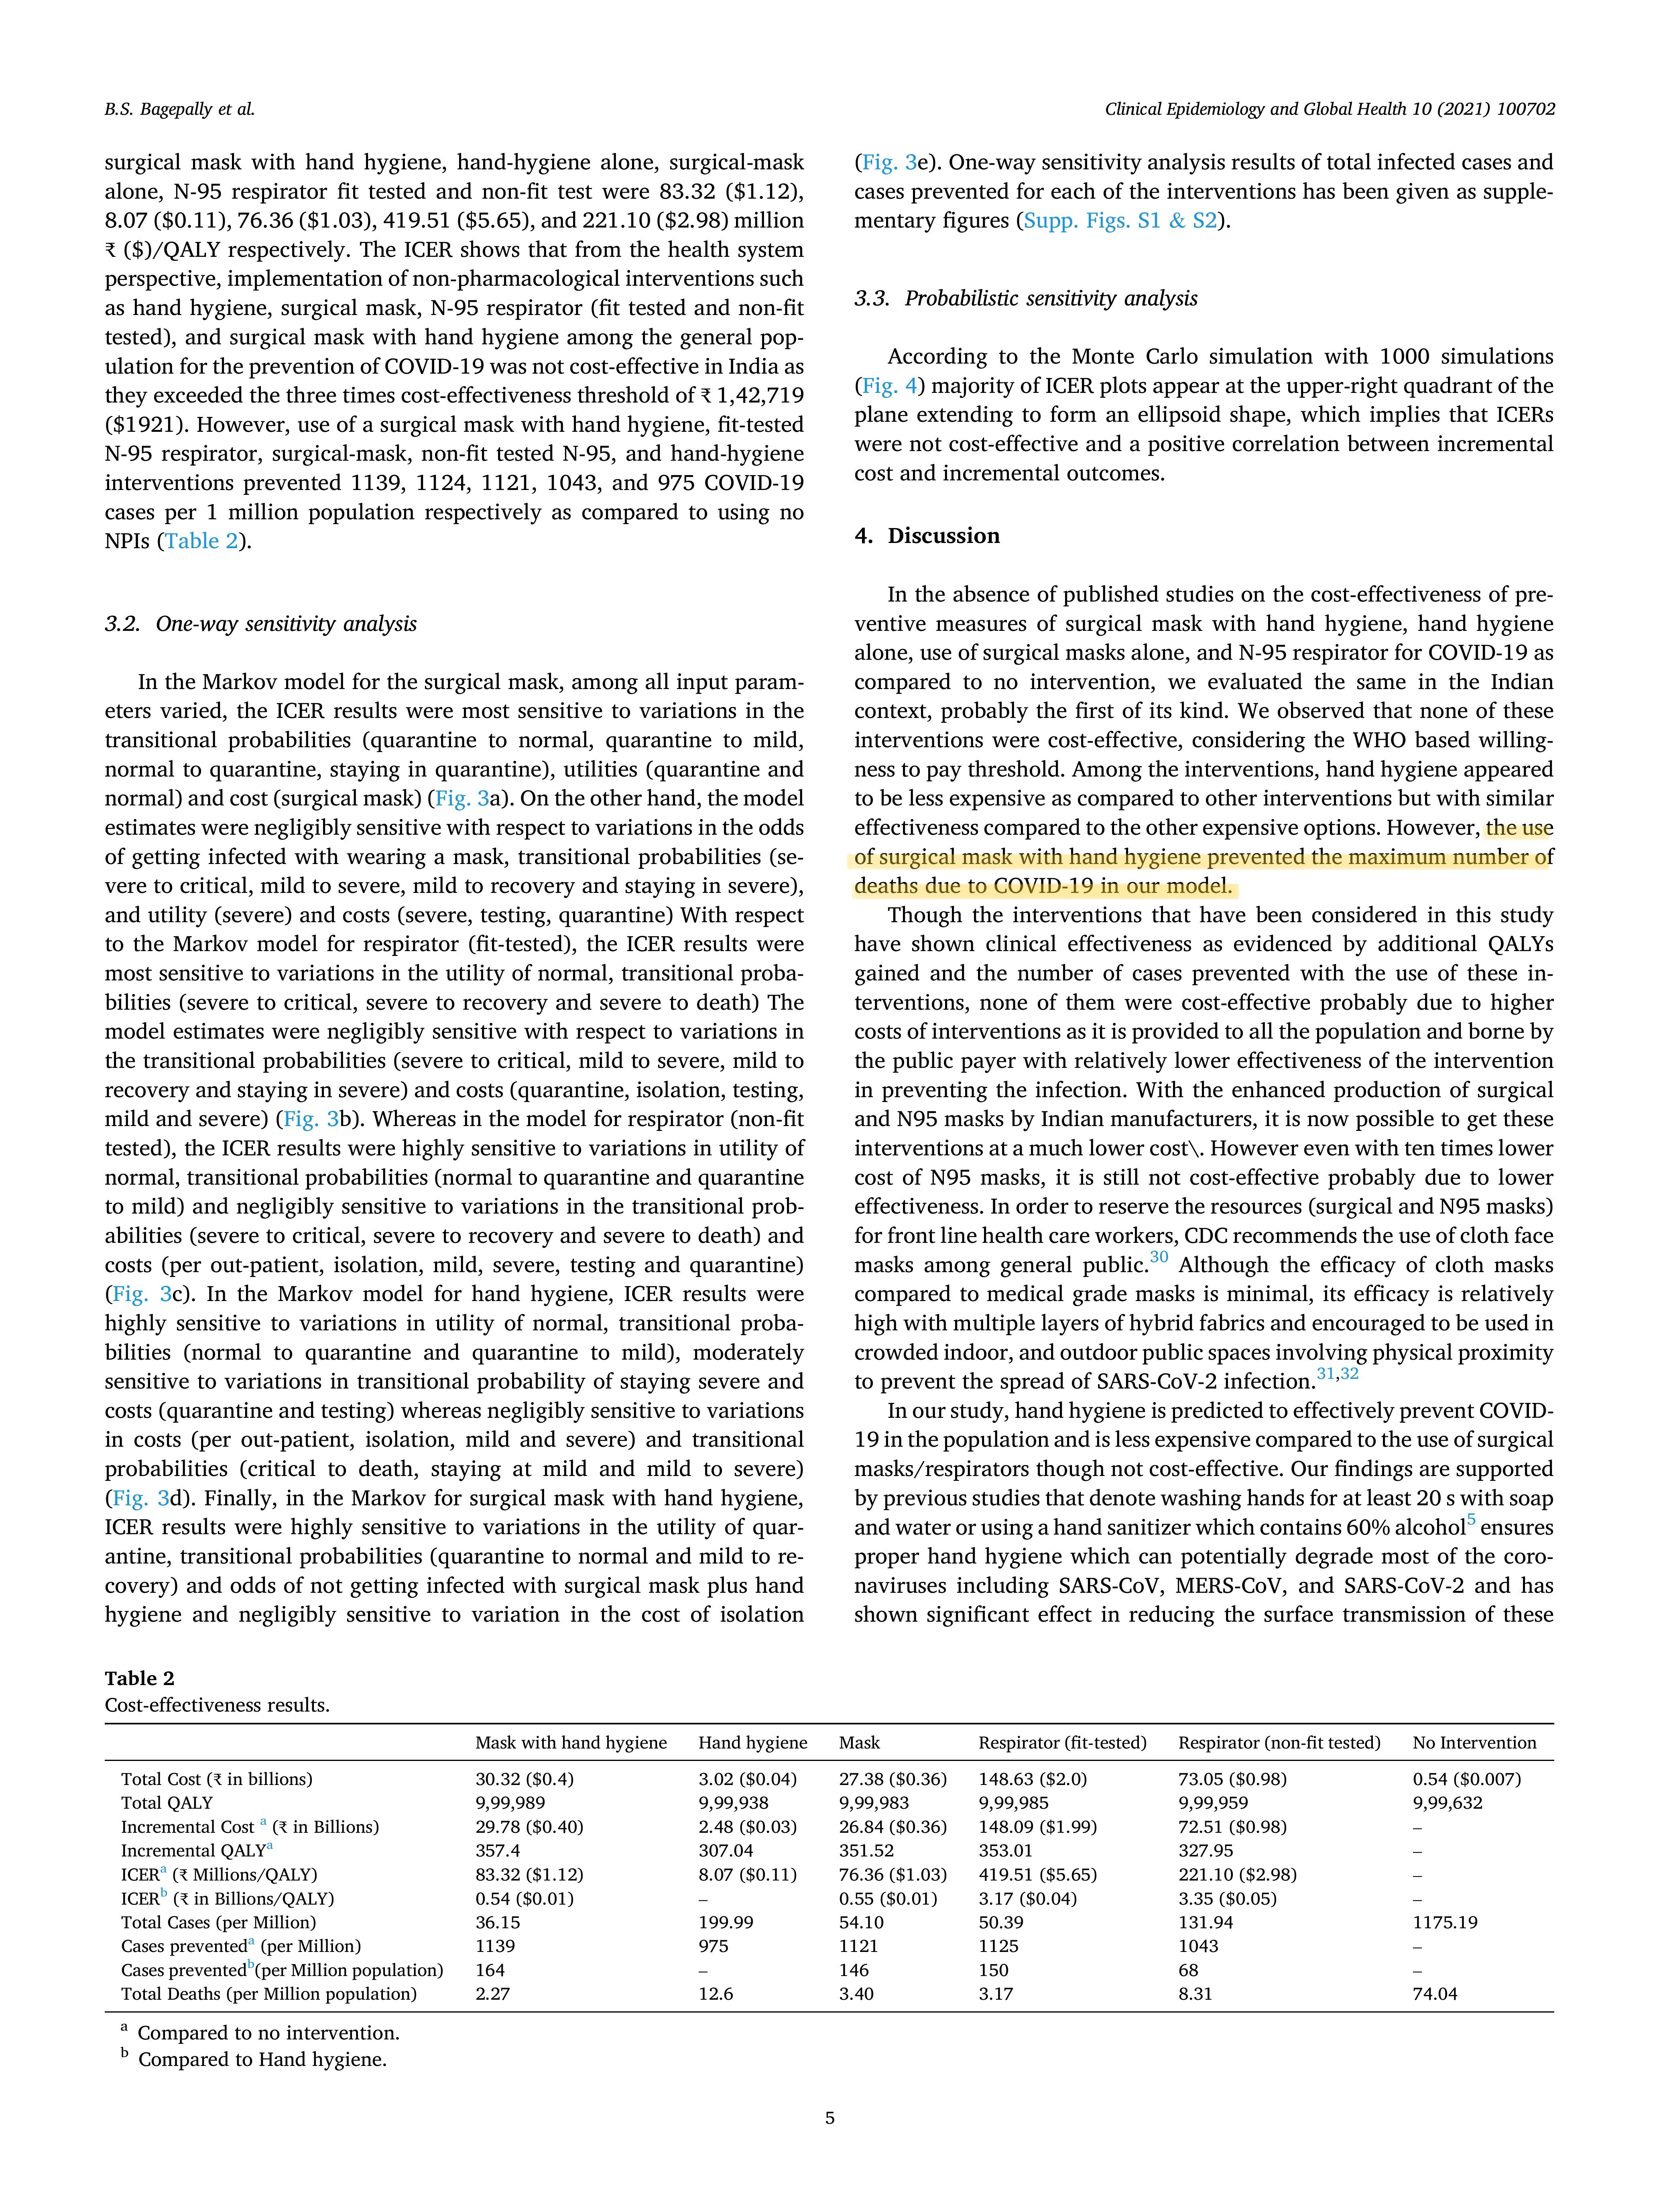 B.S. Bagepally et al.
Clinical Epidemiology and Global Health 10 (2021) 100702
surgical mask with hand hygiene, hand-hygiene alone, surgical-mask
alone, N-95 respirator fit tested and non-fit test were 83.32 ($1.12),
8.07 ($0.11), 76.36 ($1.03), 419.51 ($5.65), and 221.10 ($2.98) million
₹ ($)/QALY respectively. The ICER shows that from the health system
perspective, implementation of non-pharmacological interventions such
as hand hygiene, surgical mask, N-95 respirator (fit tested and non-fit
tested), and surgical mask with hand hygiene among the general pop-
ulation for the prevention of COVID-19 was not cost-effective in India as
they exceeded the three times cost-effectiveness threshold of ₹ 1,42,719
($1921). However, use of a surgical mask with hand hygiene, fit-tested
N-95 respirator, surgical-mask, non-fit tested N-95, and hand-hygiene
interventions prevented 1139, 1124, 1121, 1043, and 975 COVID-19
cases per 1 million population respectively as compared to using no
NPIs (Table 2).
3.2. One-way sensitivity analysis
In the Markov model for the surgical mask, among all input param-
eters varied, the ICER results were most sensitive to variations in the
transitional probabilities (quarantine to normal, quarantine to mild,
normal to quarantine, staying in quarantine), utilities (quarantine and
normal) and cost (surgical mask) (Fig. 3a). On the other hand, the model
estimates were negligibly sensitive with respect to variations in the odds
of getting infected with wearing a mask, transitional probabilities (se-
vere to critical, mild to severe, mild to recovery and staying in severe),
and utility (severe) and costs (severe, testing, quarantine) With respect
to the Markov model for respirator (fit-tested), the ICER results were
most sensitive to variations in the utility of normal, transitional proba-
bilities (severe to critical, severe to recovery and severe to death) The
model estimates were negligibly sensitive with respect to variations in
the transitional probabilities (severe to critical, mild to severe, mild to
recovery and staying in severe) and costs (quarantine, isolation, testing,
mild and severe) (Fig. 3b). Whereas in the model for respirator (non-fit
tested), the ICER results were highly sensitive to variations in utility of
normal, transitional probabilities (normal to quarantine and quarantine
to mild) and negligibly sensitive to variations in the transitional prob-
abilities (severe to critical, severe to recovery and severe to death) and
costs (per out-patient, isolation, mild, severe, testing and quarantine)
(Fig. 3c). In the Markov model for hand hygiene, ICER results were
highly sensitive to variations in utility of normal, transitional proba-
bilities (normal to quarantine and quarantine to mild), moderately
sensitive to variations in transitional probability of staying severe and
costs (quarantine and testing) whereas negligibly sensitive to variations
in costs (per out-patient, isolation, mild and severe) and transitional
probabilities (critical to death, staying at mild and mild to severe)
(Fig. 3d). Finally, in the Markov for surgical mask with hand hygiene,
ICER results were highly sensitive to variations in the utility of quar-
antine, transitional probabilities (quarantine to normal and mild to re-
covery) and odds of not getting infected with surgical mask plus hand
hygiene and negligibly sensitive to variation in the cost of isolation
(Fig. 3e). One-way sensitivity analysis results of total infected cases and
cases prevented for each of the interventions has been given as supple-
mentary figures (Supp. Figs. S1 & S2).
3.3. Probabilistic sensitivity analysis
According to the Monte Carlo simulation with 1000 simulations
(Fig. 4) majority of ICER plots appear at the upper-right quadrant of the
plane extending to form an ellipsoid shape, which implies that ICERs
were not cost-effective and a positive correlation between incremental
cost and incremental outcomes.
4. Discussion
In the absence of published studies on the cost-effectiveness of pre-
ventive measures of surgical mask with hand hygiene, hand hygiene
alone, use of surgical masks alone, and N-95 respirator for COVID-19 as
compared to no intervention, we evaluated the same in the Indian
context, probably the first of its kind. We observed that none of these
interventions were cost-effective, considering the WHO based willing-
ness to pay threshold. Among the interventions, hand hygiene appeared
to be less expensive as compared to other interventions but with similar
effectiveness compared to the other expensive options. However, the use
of surgical mask with hand hygiene prevented the maximum number of
deaths due to COVID-19 in our model.
Though the interventions that have been considered in this study
have shown clinical effectiveness as evidenced by additional QALYs
gained and the number of cases prevented with the use of these in-
terventions, none of them were cost-effective probably due to higher
costs of interventions as it is provided to all the population and borne by
the public payer with relatively lower effectiveness of the intervention
in preventing the infection. With the enhanced production of surgical
and N95 masks by Indian manufacturers, it is now possible to get these
interventions at a much lower cost\. However even with ten times lower
cost of N95 masks, it is still not cost-effective probably due to lower
effectiveness. In order to reserve the resources (surgical and N95 masks)
for front line health care workers, CDC recommends the use of cloth face
masks among general public.30 Although the efficacy of cloth masks
compared to medical grade masks is minimal, its efficacy is relatively
high with multiple layers of hybrid fabrics and encouraged to be used in
crowded indoor, and outdoor public spaces involving physical proximity
to prevent the spread of SARS-CoV-2 infection.31,32
In our study, hand hygiene is predicted to effectively prevent COVID-
19 in the population and is less expensive compared to the use of surgical
masks/respirators though not cost-effective. Our findings are supported
by previous studies that denote washing hands for at least 20 s with soap
and water or using a hand sanitizer which contains 60% alcohol5 ensures
proper hand hygiene which can potentially degrade most of the coro-
naviruses including SARS-CoV, MERS-CoV, and SARS-CoV-2 and has
shown significant effect in reducing the surface transmission of these
Table 2
Cost-effectiveness results.
Mask with hand hygiene Hand hygiene Mask Respirator (fit-tested) Respirator (non-fit tested) No Intervention
Total Cost (₹ in billions) 30.32 ($0.4) 3.02 ($0.04) 27.38 ($0.36) 148.63 ($2.0) 73.05 ($0.98) 0.54 ($0.007)
Total QALY 9,99,989 9,99,938 9,99,983 9,99,985 9,99,959 9,99,632
Incremental Cost a (₹ in Billions) 29.78 ($0.40) 2.48 ($0.03) 26.84 ($0.36) 148.09 ($1.99) 72.51 ($0.98) –
Incremental QALYa 357.4 307.04 351.52 353.01 327.95 –
ICERa (₹ Millions/QALY) 83.32 ($1.12) 8.07 ($0.11) 76.36 ($1.03) 419.51 ($5.65) 221.10 ($2.98) –
ICERb (₹ in Billions/QALY) 0.54 ($0.01) – 0.55 ($0.01) 3.17 ($0.04) 3.35 ($0.05) –
Total Cases (per Million) 36.15 199.99 54.10 50.39 131.94 1175.19
Cases preventeda (per Million) 1139 975 1121 1125 1043 –
Cases preventedb(per Million population) 164 – 146 150 68 –
Total Deaths (per Million population) 2.27 12.6 3.40 3.17 8.31 74.04
a Compared to no intervention.
b Compared to Hand hygiene.
5